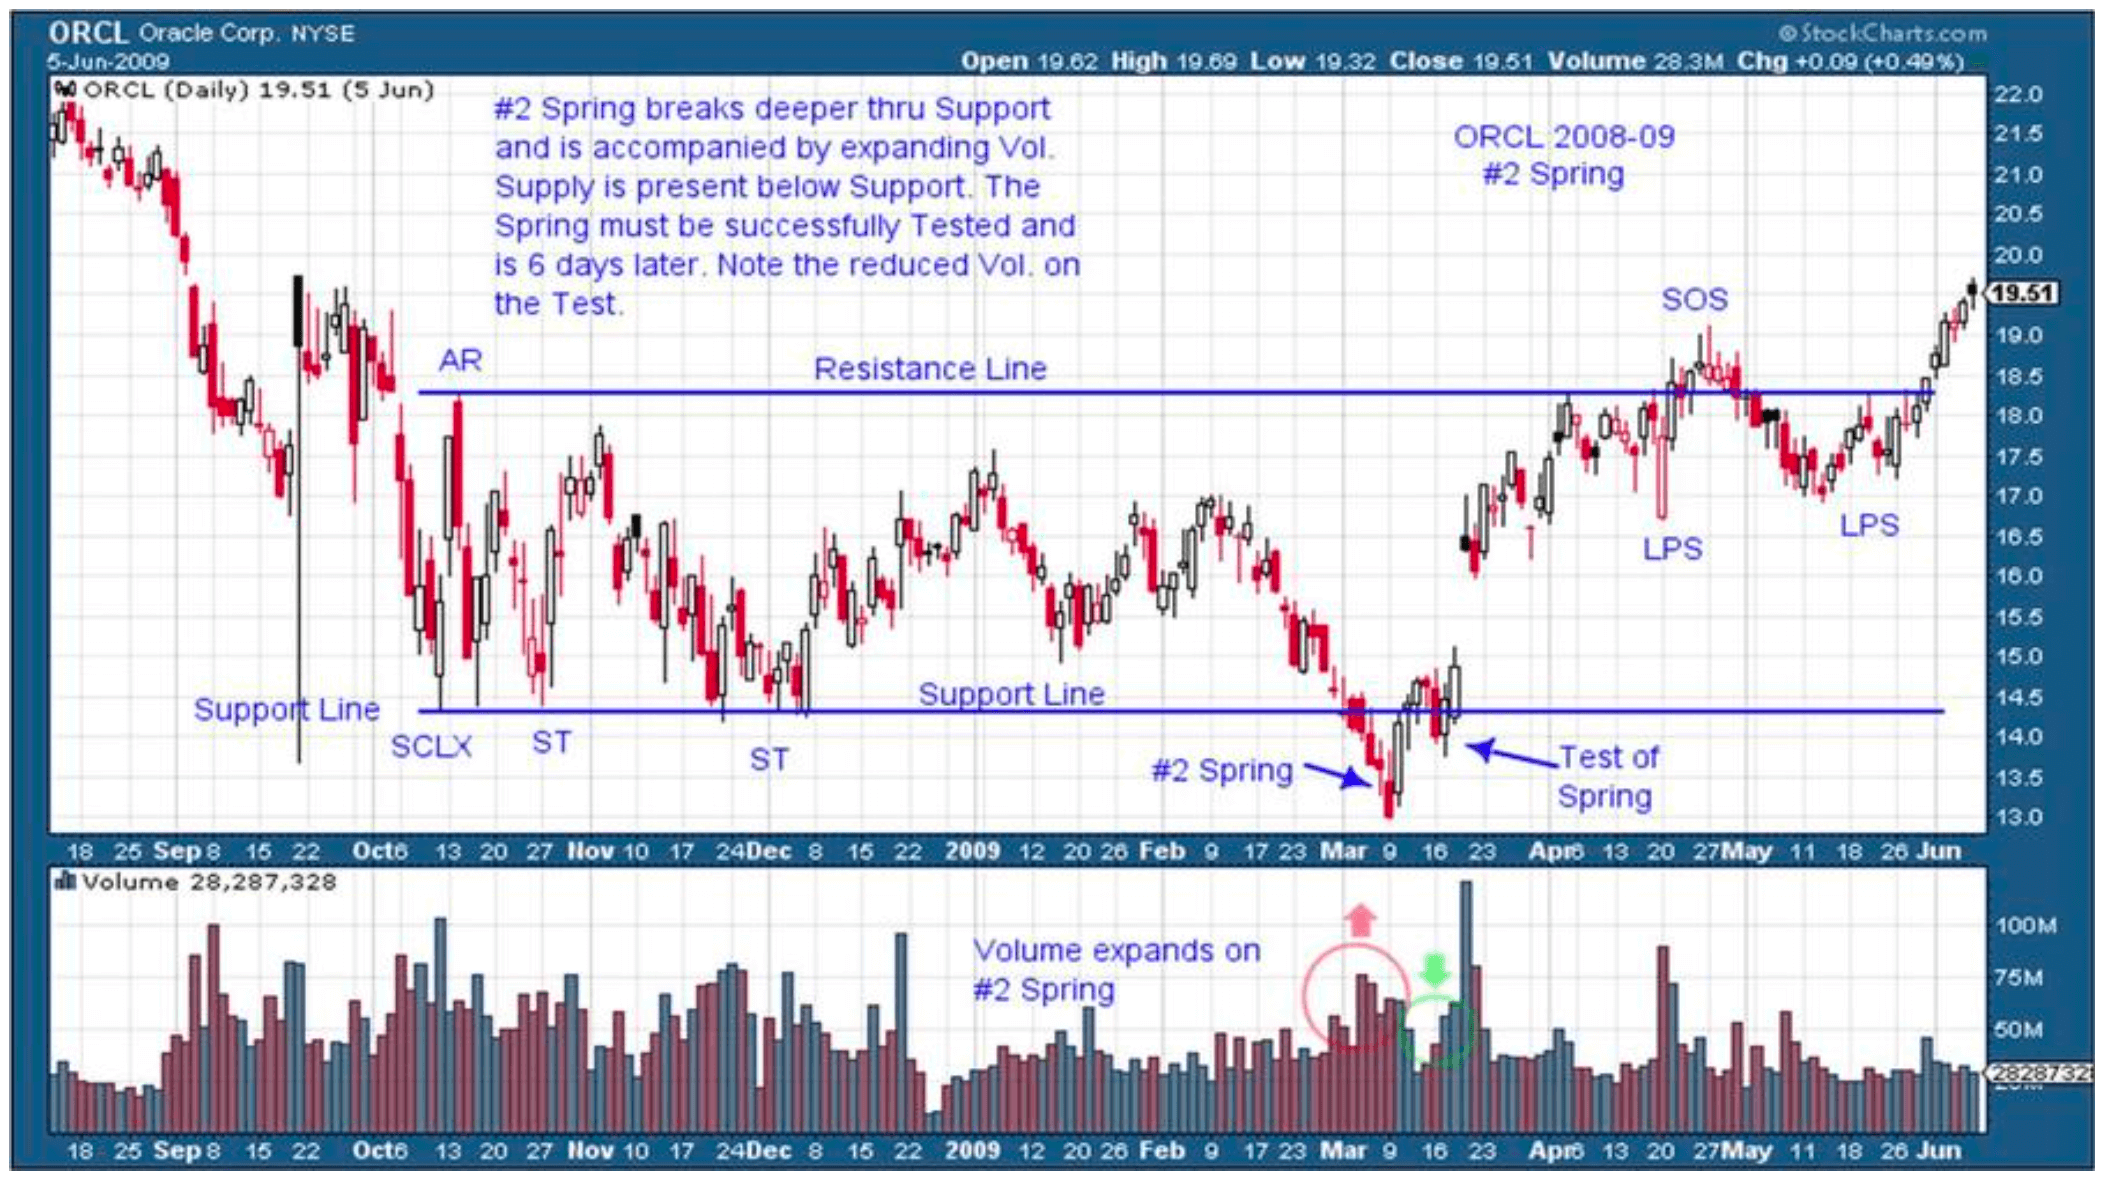 ORCL Oracle Corp. NYSE
© StockCharts.com
5-Jun-2009
Open 19.62 High 19.69 Low 19.32 Close 19.51 Volume 28.3M Chg +0.09 (+0.49%)
ORCL (Daily) 19.51 (5 Jun)
#2 Spring breaks deeper thru Support
and is accompanied by expanding Vol.
Supply is present below Support. The
Spring must be successfully Tested and
is 6 days later. Note the reduced Vol. on
the Test.
ORCL 2008-09
#2 Spring
22.0
21.5
21.0
20.5
20.0
19.51
19.0
18.5
18.0
17.5
17.0
16.5
16.0
15.5
15.0
14.5
14.0
13.5
13.0
SOS
AR
Resistance Line
LPS
LPS
Support Line
Support Line
SCLX
ST
ST
#2 Spring
Test of
Spring
18 25 Sep 8 15 22 Oct 6 13 20 27 Nov 10 17 24 Dec 8 15 22 2009 12 20 26 Feb 9 17 23 Mar 9 16 23 Apr 6 13 20 27 May 11 18 26 Jun
Volume 28,287,328
Volume expands on
#2 Spring
100M
75M
50M
28287328
18 25 Sep 8 15 22 Oct 6 13 20 27 Nov 10 17 24 Dec 8 15 22 2009 12 20 26 Feb 9 17 23 Mar 9 16 23 Apr 6 13 20 27 May 11 18 26 Jun